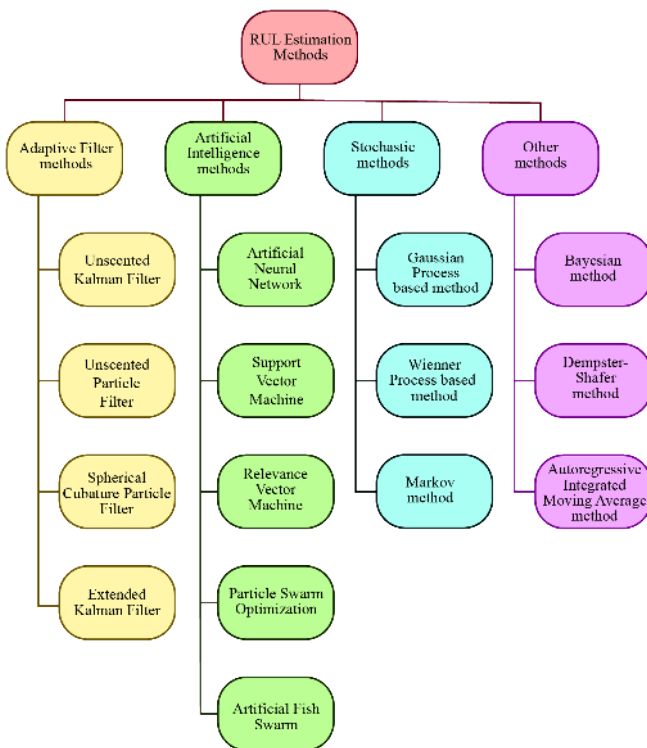 RUL Estimation
Methods
Adaptive Filter
methods
Artificial
Intelligence
methods
Stochastic
methods
Other
methods
Unscented
Kalman Filter
Artificial
Neural
Network
Gaussian
Process
based method
Bayesian
method
Unscented
Particle
Filter
Support
Vector
Machine
Wienner
Process based
method
Dempster-
Shafer
method
Spherical
Cubature Particle
Filter
Relevance
Vector
Machine
Markov
method
Autoregressive
Integrated
Moving Average
method
Extended
Kalman Filter
Particle Swarm
Optimization
Artificial Fish
Swarm